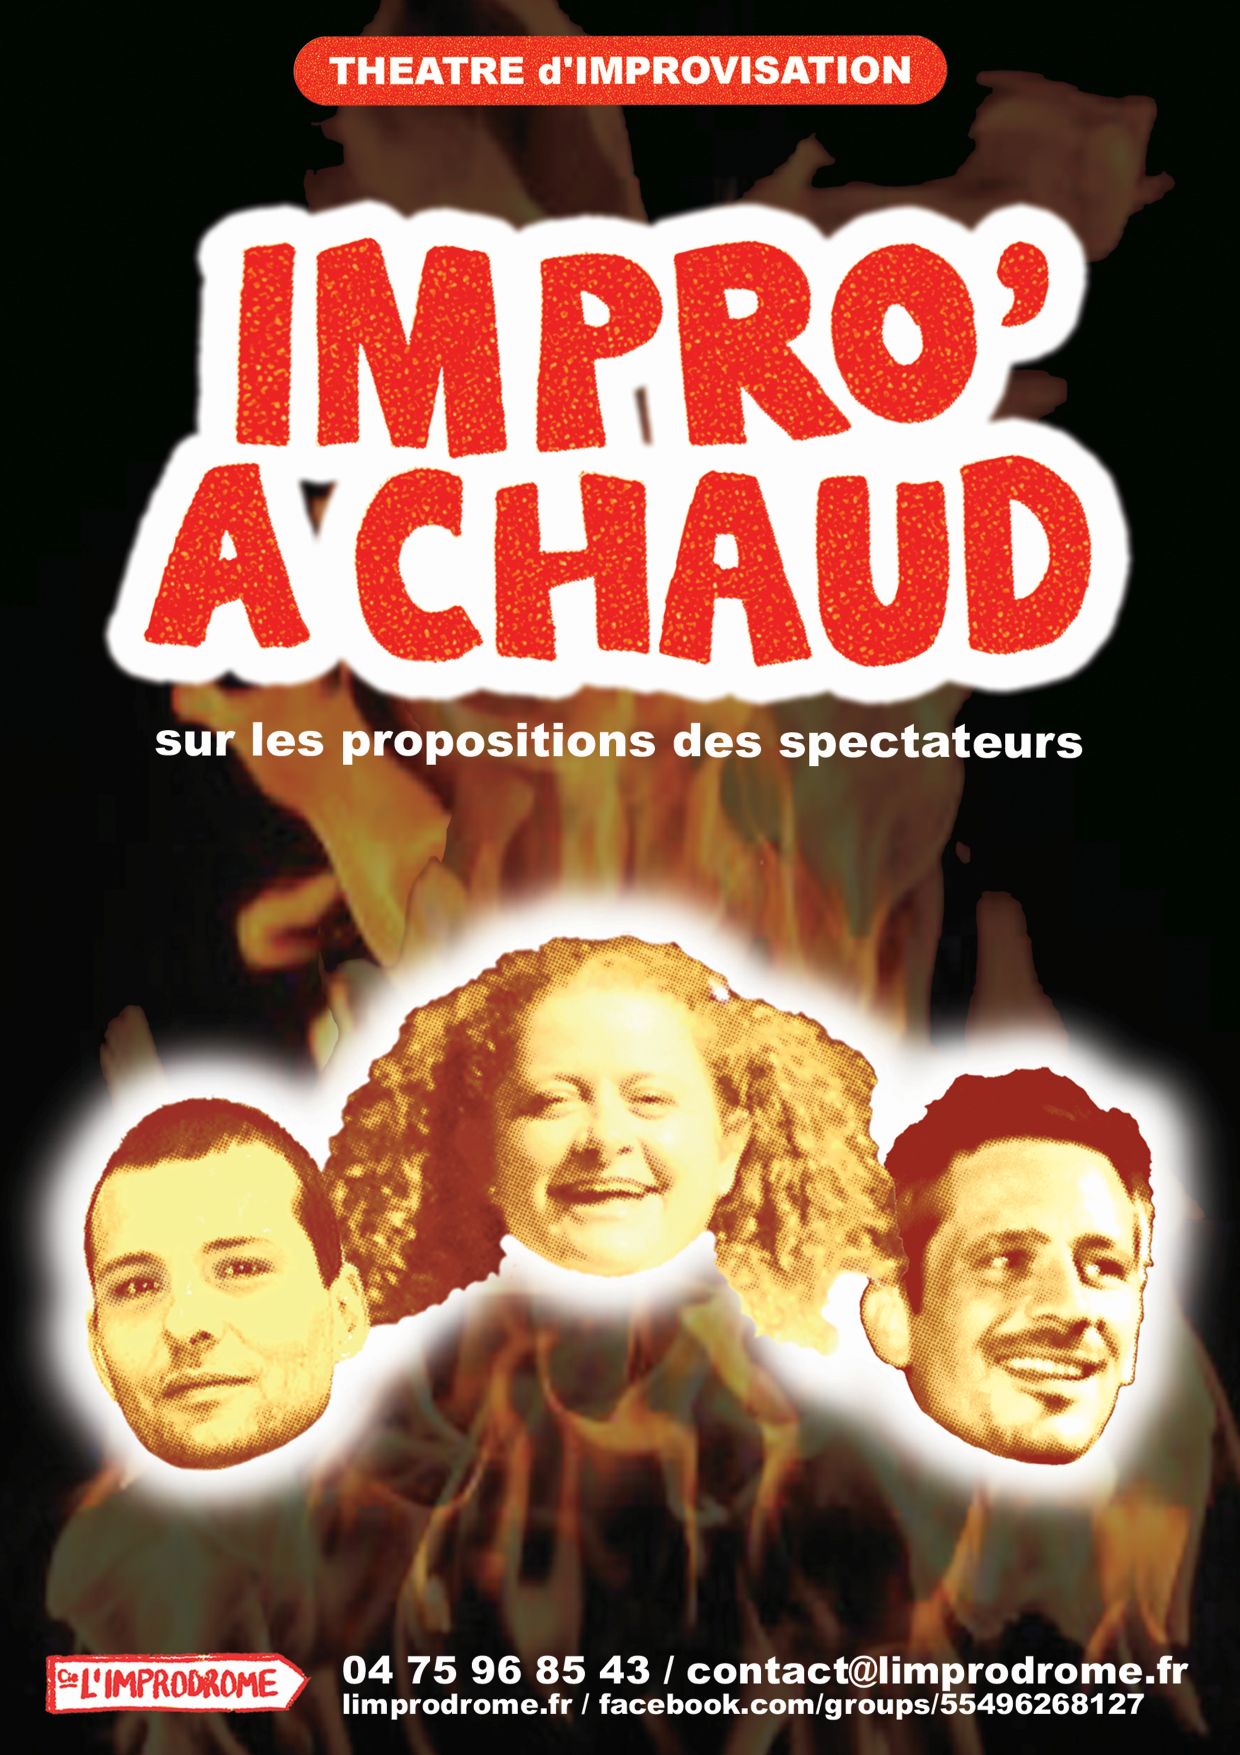 THEATRE d'IMPROVISATION
IMPRO'
A CHAUD
sur les propositions des spectateurs
Cie L'IMPRODROME
04 75 96 85 43 / contact@limprodrome.fr
limprodrome.fr / facebook.com/groups/55496268127